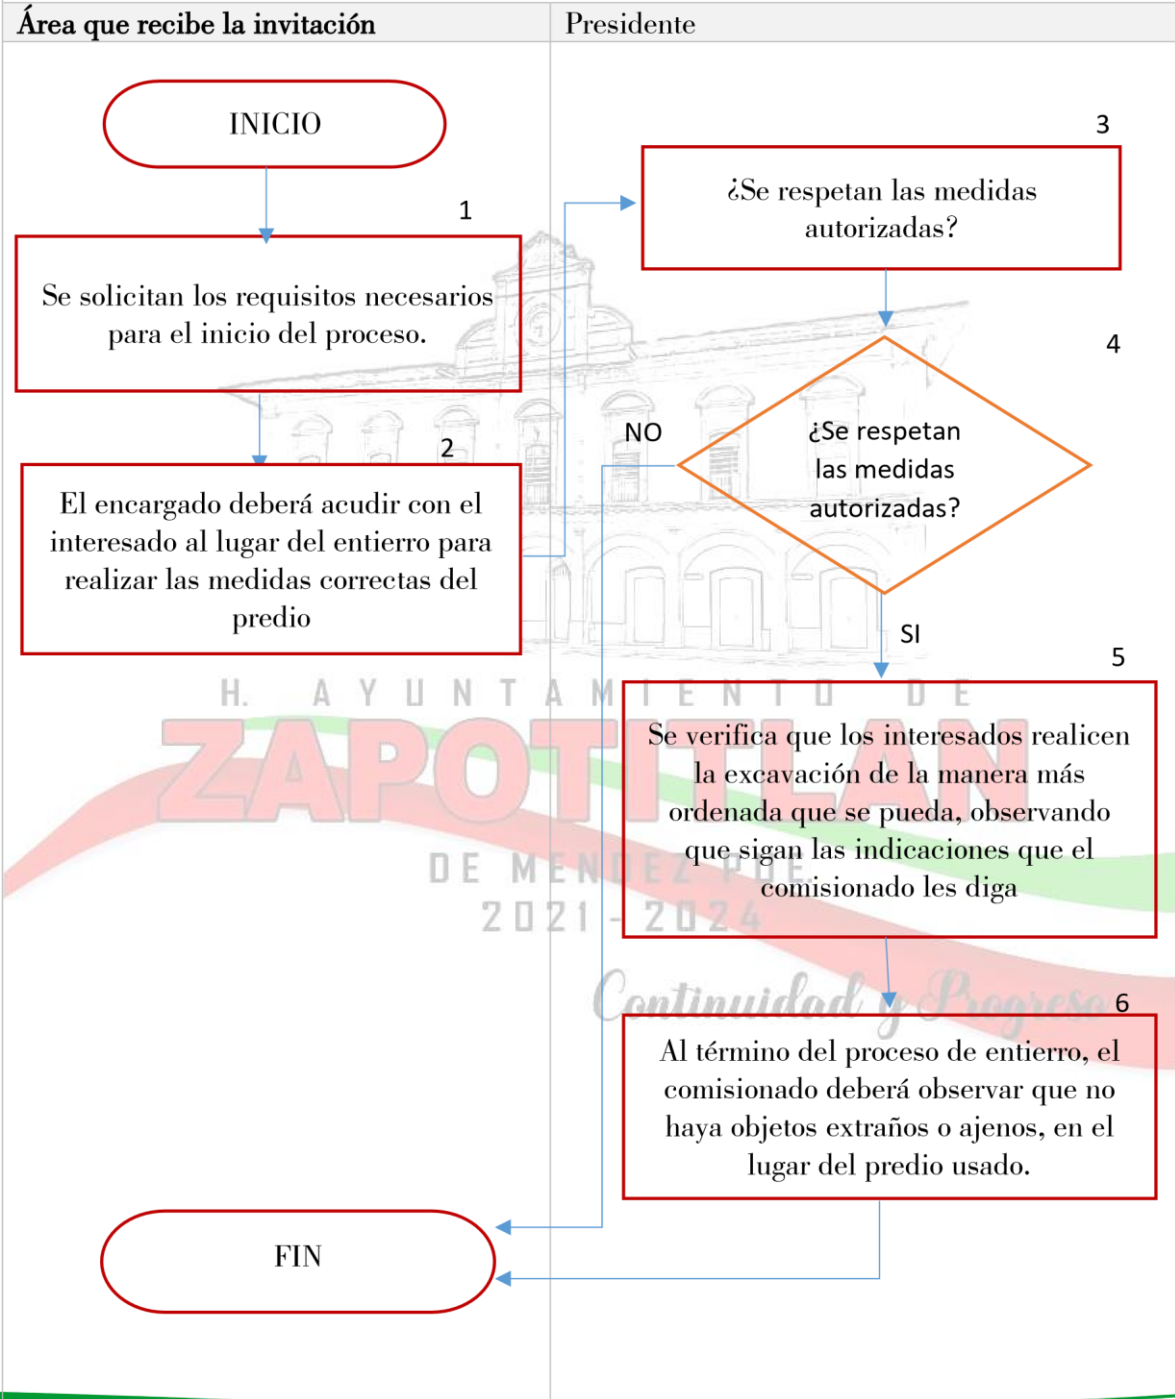 Área que recibe la invitación
Presidente
INICIO
1
Se solicitan los requisitos necesarios
para el inicio del proceso.
2
El encargado deberá acudir con el
interesado al lugar del entierro para
realizar las medidas correctas del
predio
3
¿Se respetan las medidas
autorizadas?
4
¿Se respetan
las medidas
autorizadas?
NO
SI
5
Se verifica que los interesados realicen
la excavación de la manera más
ordenada que se pueda, observando
que sigan las indicaciones que el
comisionado les diga
6
Al término del proceso de entierro, el
comisionado deberá observar que no
haya objetos extraños o ajenos, en el
lugar del predio usado.
FIN
H. AYUNTAMIENTO DE
ZAPOTITLAN
DE MENDEZ PUE.
2021 - 2024
Continuidad y Progreso